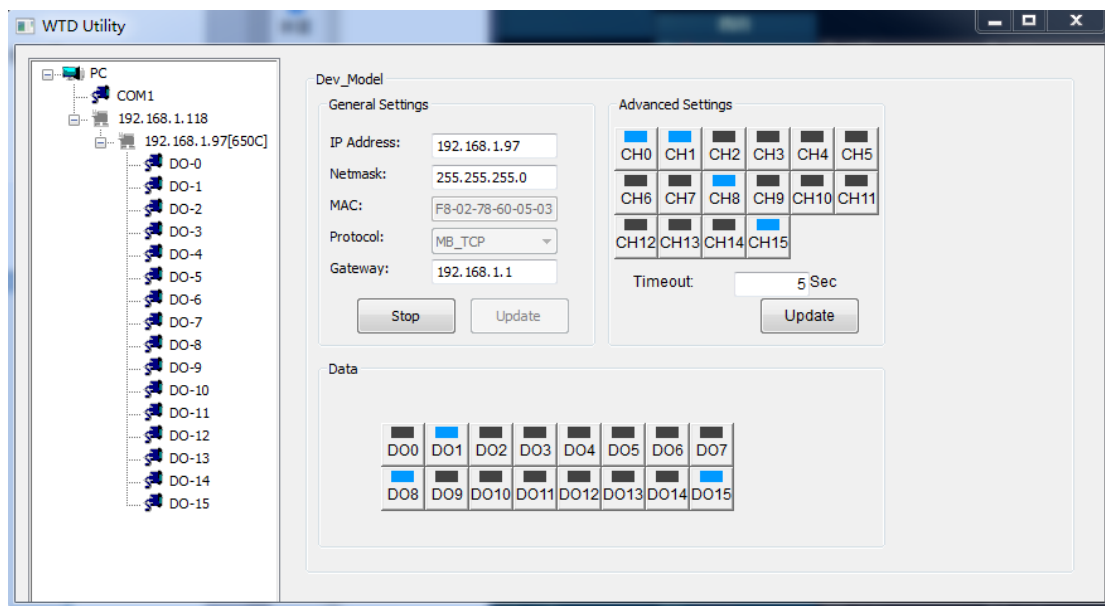 WTD Utility
PC
COM1
192.168.1.118
192.168.1.97[650C]
DO-0
DO-1
DO-2
DO-3
DO-4
DO-5
DO-6
DO-7
DO-8
DO-9
DO-10
DO-11
DO-12
DO-13
DO-14
DO-15
Dev_Model
General Settings
IP Address: 192.168.1.97
Netmask: 255.255.255.0
MAC: F8-02-78-60-05-03
Protocol: MB_TCP
Gateway: 192.168.1.1
Stop Update
Advanced Settings
CH0 CH1 CH2 CH3 CH4 CH5
CH6 CH7 CH8 CH9 CH10 CH11
CH12 CH13 CH14 CH15
Timeout: 5 Sec
Update
Data
DO0 DO1 DO2 DO3 DO4 DO5 DO6 DO7
DO8 DO9 DO10 DO11 DO12 DO13 DO14 DO15